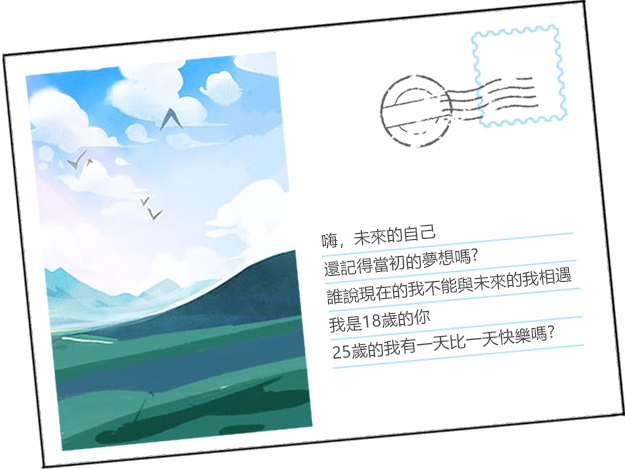 嗨，未來的自己
還記得當初的夢想嗎?
誰說現在的我不能與未來的我相遇
我是18歲的你
25歲的我有一天比一天快樂嗎?